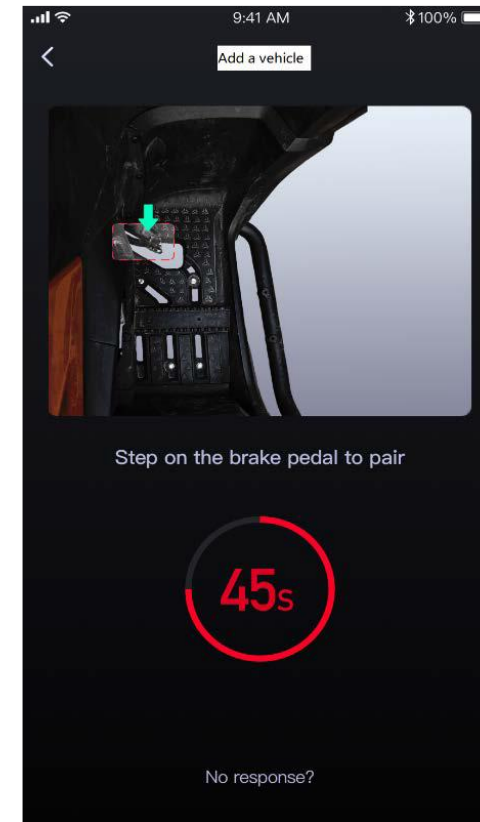 9:41 AM
100%
Add a vehicle
Step on the brake pedal to pair
45s
No response?